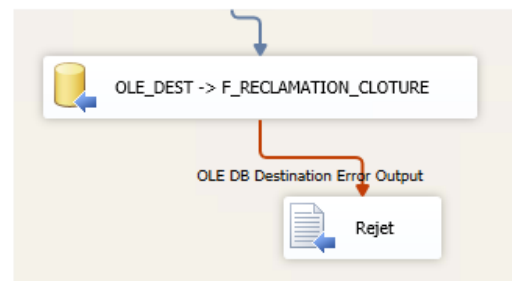 OLE_DEST -> F_RECLAMATION_CLOTURE
OLE DB Destination Error Output
Rejet